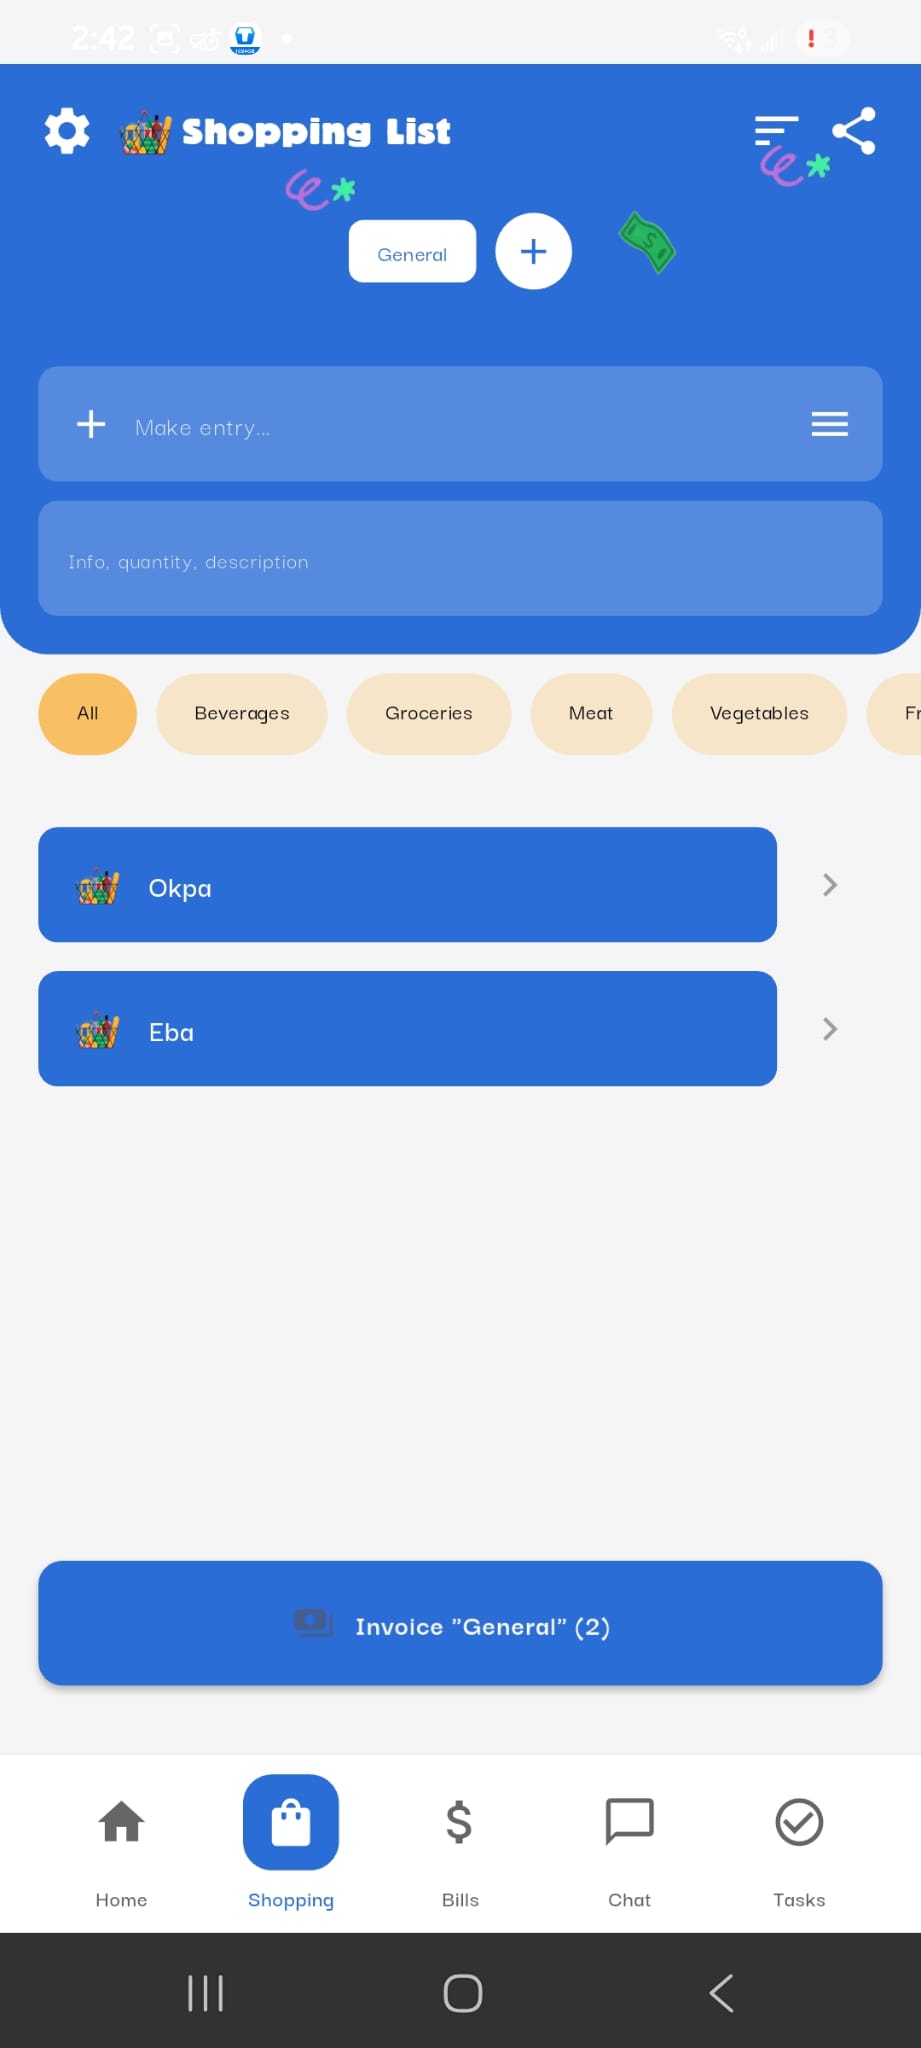 2:42
Shopping List
General
Make entry...
Info, quantity, description
All Beverages Groceries Meat Vegetables Fr
Okpa
Eba
Invoice "General" (2)
Home Shopping Bills Chat Tasks